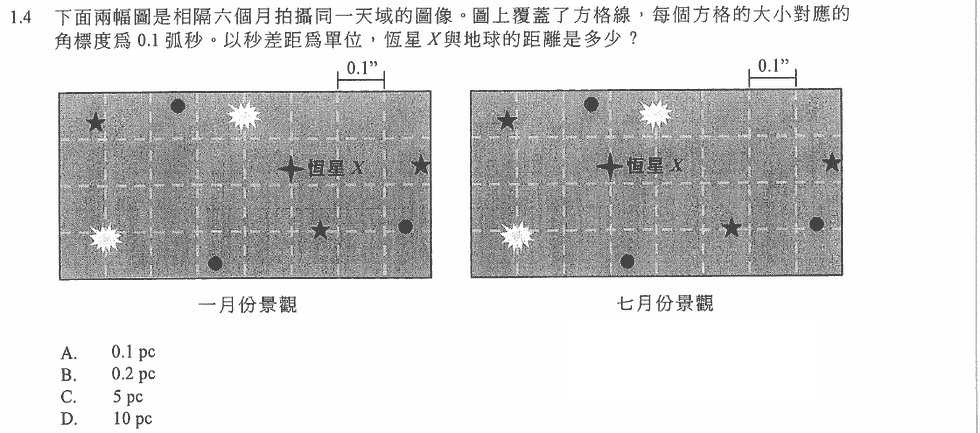 1.4 下面兩幅圖是相隔六個月拍攝同一天域的圖像。圖上覆蓋了方格線，每個方格的大小對應的
角標度爲 0.1 弧秒。以秒差距爲單位，恆星 X 與地球的距離是多少？
0.1” 0.1”
恆星 X 恆星 X
一月份景觀 七月份景觀
A. 0.1 pc
B. 0.2 pc
C. 5 pc
D. 10 pc